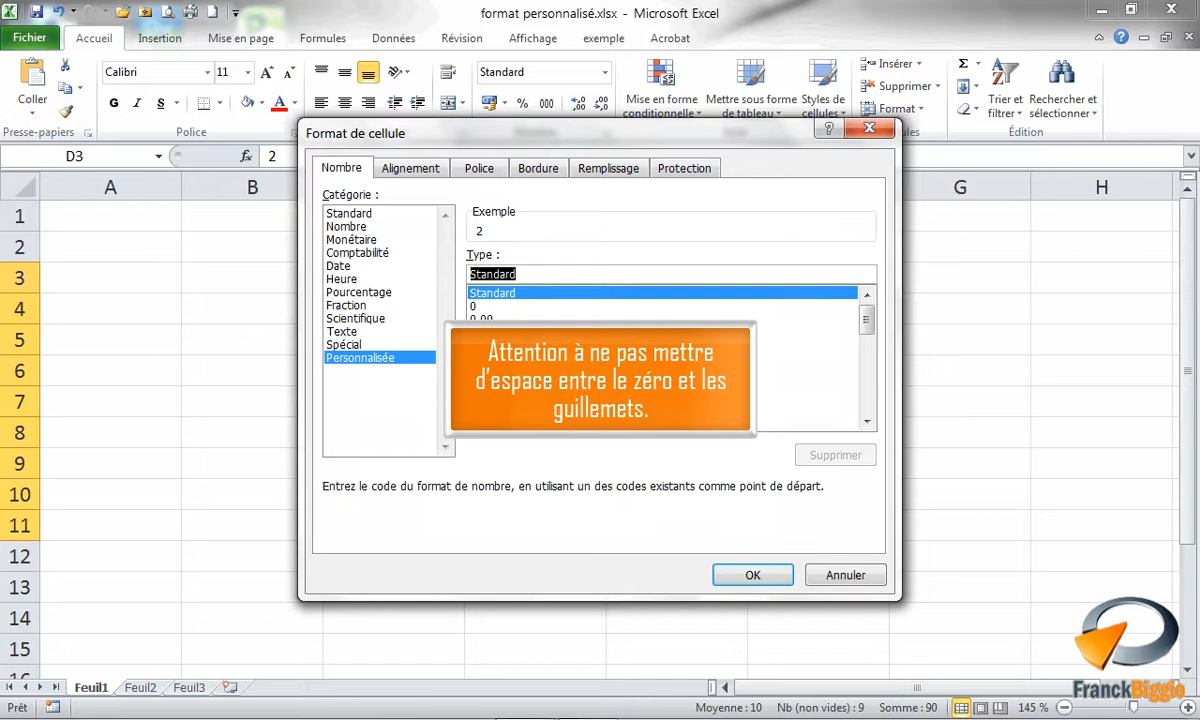 format personnalisé.xlsx - Microsoft Excel
Fichier Accueil Insertion Mise en page Formules Données Révision Affichage exemple Acrobat
Coller
Presse-papiers
Calibri 11
G I S
Police
Standard
% 000
Mise en forme conditionnelle
Mettre sous forme de tableau
Styles de cellules
Insérer
Supprimer
Format
Σ
Trier et filtrer
Rechercher et sélectionner
Édition
D3 fx 2
A B G H
1
2
3
4
5
6
7
8
9
10
11
12
13
14
15
Format de cellule
Nombre Alignement Police Bordure Remplissage Protection
Catégorie :
Standard
Nombre
Monétaire
Comptabilité
Date
Heure
Pourcentage
Fraction
Scientifique
Texte
Spécial
Personnalisée
Exemple
2
Type :
Standard
Standard
0
0,00
Attention à ne pas mettre
d'espace entre le zéro et les
guillemets.
Supprimer
Entrez le code du format de nombre, en utilisant un des codes existants comme point de départ.
OK Annuler
FranckBiggio
Feuil1 Feuil2 Feuil3
Prêt Moyenne : 10 Nb (non vides) : 9 Somme : 90 145 %